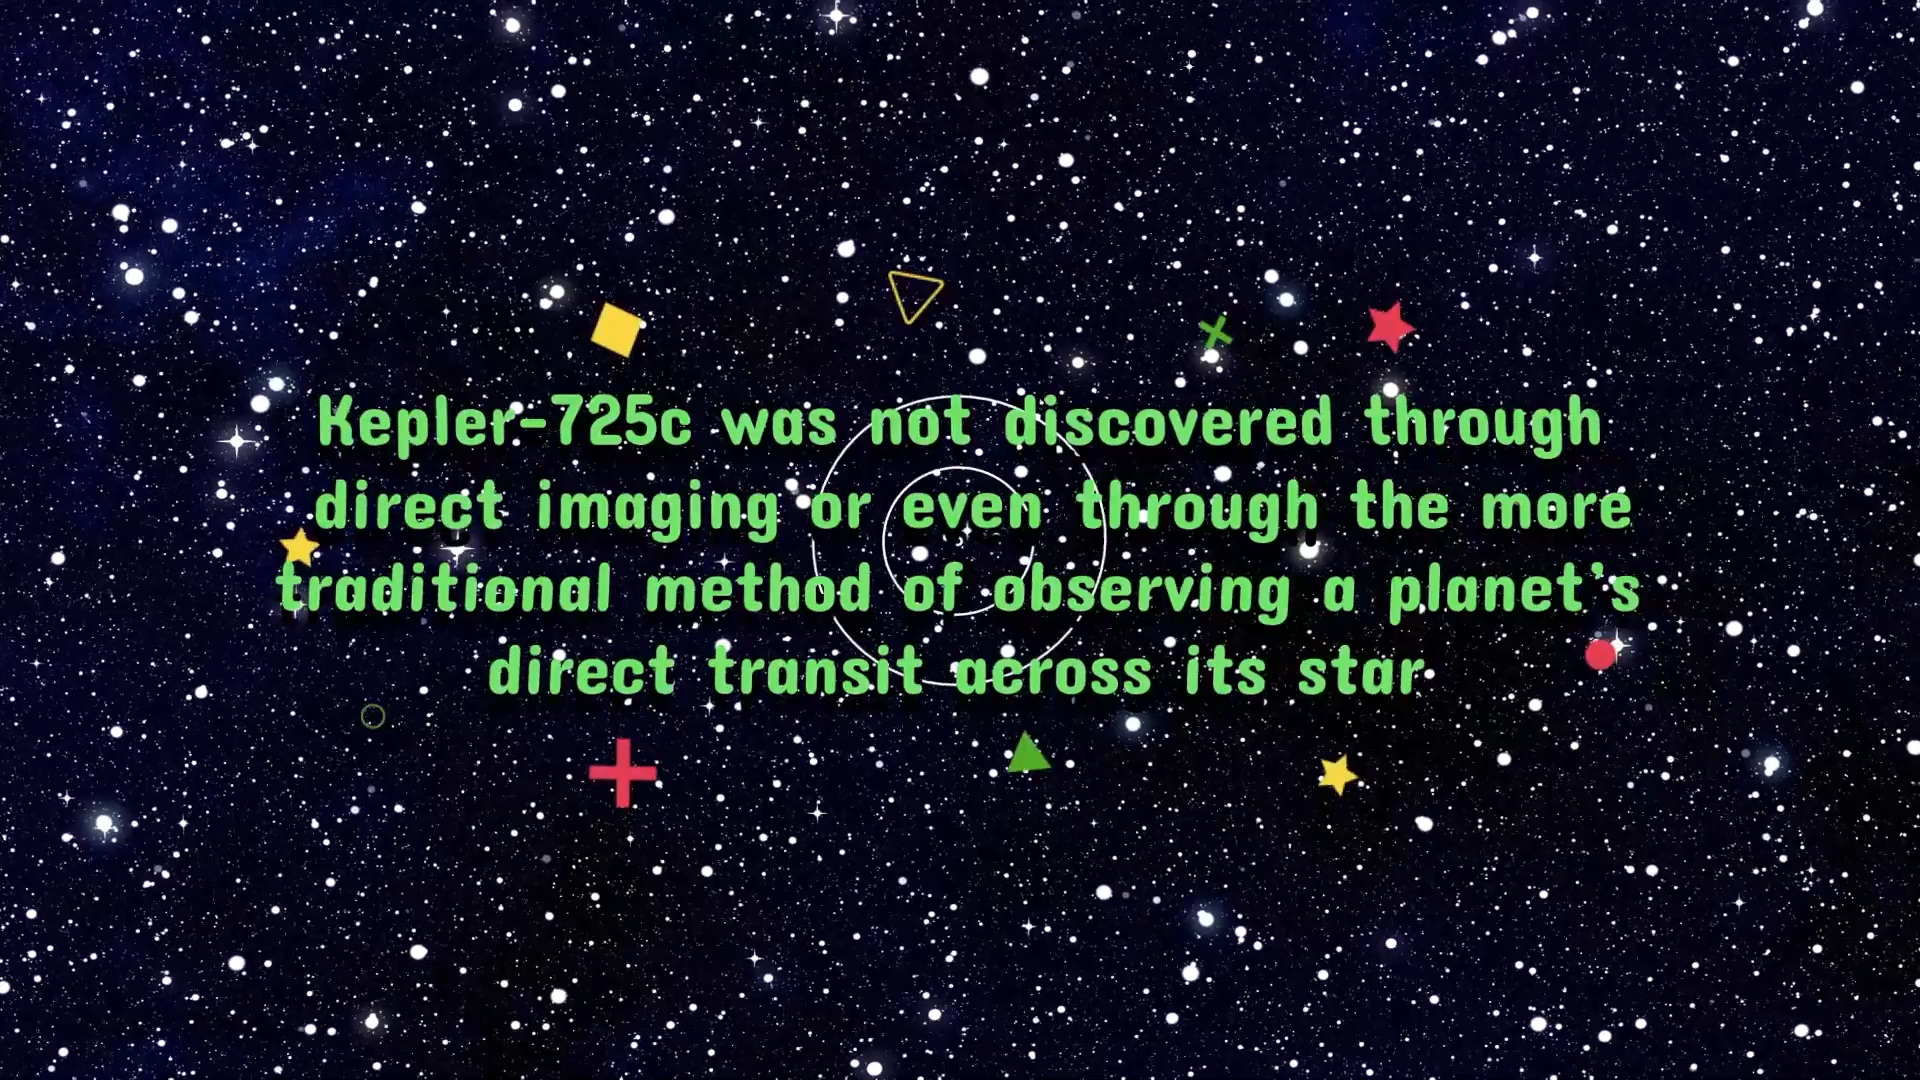 Kepler-725c was not discovered through
direct imaging or even through the more
traditional method of observing a planet's
direct transit across its star